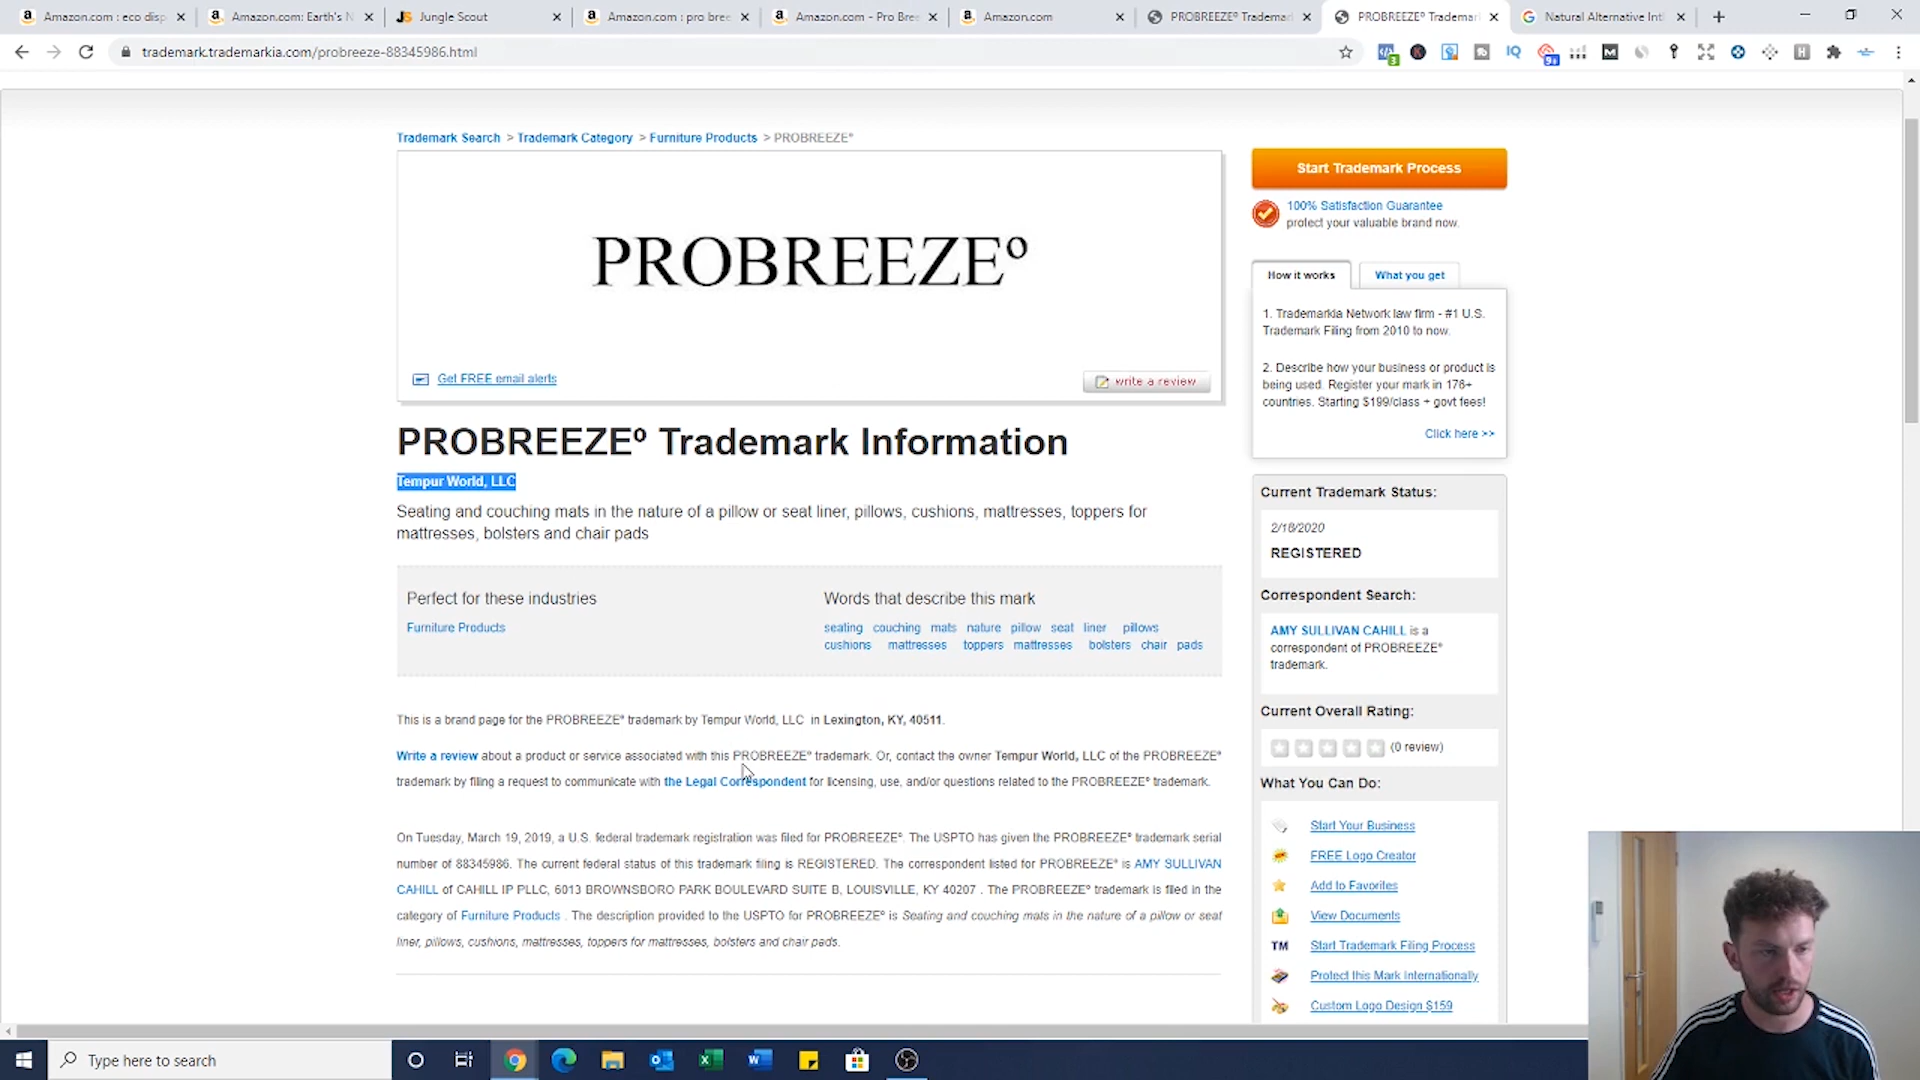 Amazon.com : eco disp
Amazon.com: Earth's N
Jungle Scout
Amazon.com : pro bree
Amazon.com - Pro Bree
Amazon.com
PROBREEZE° Trademar
PROBREEZE° Trademar
Natural Alternative Int
trademark.trademarkia.com/probreeze-88345986.html
Trademark Search > Trademark Category > Furniture Products > PROBREEZE°
PROBREEZE°
Get FREE email alerts
write a review
PROBREEZE° Trademark Information
Tempur World, LLC
Seating and couching mats in the nature of a pillow or seat liner, pillows, cushions, mattresses, toppers for
mattresses, bolsters and chair pads
Perfect for these industries
Furniture Products
Words that describe this mark
seating couching mats nature pillow seat liner pillows
cushions mattresses toppers mattresses bolsters chair pads
This is a brand page for the PROBREEZE° trademark by Tempur World, LLC in Lexington, KY, 40511.
Write a review about a product or service associated with this PROBREEZE° trademark. Or, contact the owner Tempur World, LLC of the PROBREEZE°
trademark by filing a request to communicate with the Legal Correspondent for licensing, use, and/or questions related to the PROBREEZE° trademark.
On Tuesday, March 19, 2019, a U.S. federal trademark registration was filed for PROBREEZE°. The USPTO has given the PROBREEZE° trademark serial
number of 88345986. The current federal status of this trademark filing is REGISTERED. The correspondent listed for PROBREEZE° is AMY SULLIVAN
CAHILL of CAHILL IP PLLC, 6013 BROWNSBORO PARK BOULEVARD SUITE B, LOUISVILLE, KY 40207 . The PROBREEZE° trademark is filed in the
category of Furniture Products . The description provided to the USPTO for PROBREEZE° is Seating and couching mats in the nature of a pillow or seat
liner, pillows, cushions, mattresses, toppers for mattresses, bolsters and chair pads.
Start Trademark Process
100% Satisfaction Guarantee
protect your valuable brand now.
How it works
What you get
1. Trademarkia Network law firm - #1 U.S.
Trademark Filing from 2010 to now.
2. Describe how your business or product is
being used. Register your mark in 176+
countries. Starting $199/class + govt fees!
Click here >>
Current Trademark Status:
2/18/2020
REGISTERED
Correspondent Search:
AMY SULLIVAN CAHILL is a
correspondent of PROBREEZE°
trademark.
Current Overall Rating:
(0 review)
What You Can Do:
Start Your Business
FREE Logo Creator
Add to Favorites
View Documents
TM Start Trademark Filing Process
Protect this Mark Internationally
Custom Logo Design $159
Type here to search